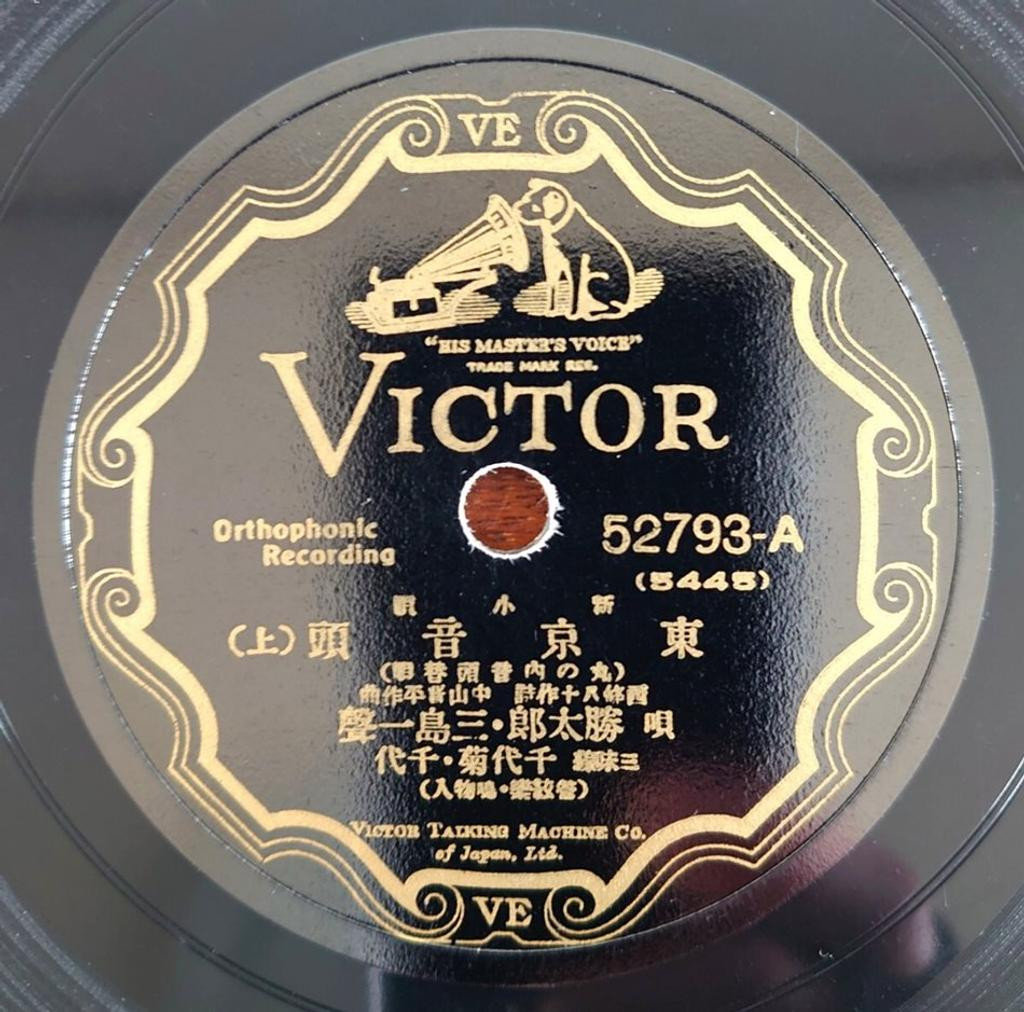 VE
"HIS MASTER'S VOICE"
TRADE MARK REG.
VICTOR
Orthophonic
Recording
52793-A
(5445)
新小唄
東京音頭(上)
(丸の内音頭替唄)
西條八十作詩 中山晋平作曲
唄 勝太郎・三島一聲
三味線 千代菊・千代
(管絃樂・鳴物入)
VICTOR TALKING MACHINE CO.
of Japan, Ltd.
VE